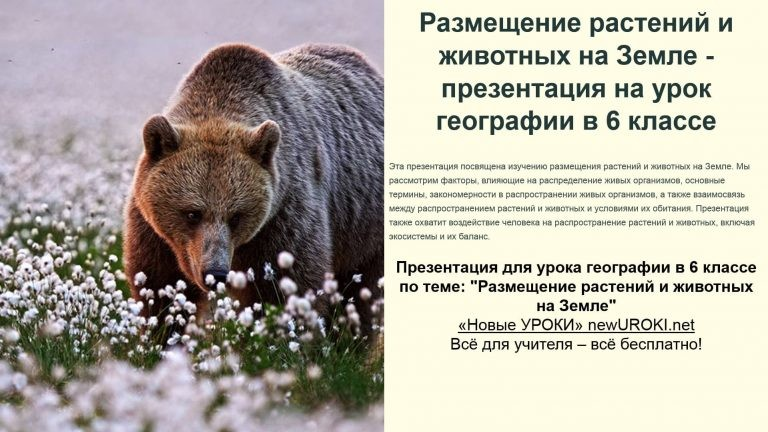 Размещение растений и
животных на Земле -
презентация на урок
географии в 6 классе
Эта презентация посвящена изучению размещения растений и животных на Земле. Мы
рассмотрим факторы, влияющие на распределение живых организмов, основные
термины, закономерности в распространении живых организмов, а также взаимосвязь
между распространением растений и животных и условиями их обитания. Презентация
также охватит воздействие человека на распространение растений и животных, включая
экосистемы и их баланс.
Презентация для урока географии в 6 классе
по теме: "Размещение растений и животных
на Земле"
«Новые УРОКИ» newUROKI.net
Всё для учителя – всё бесплатно!